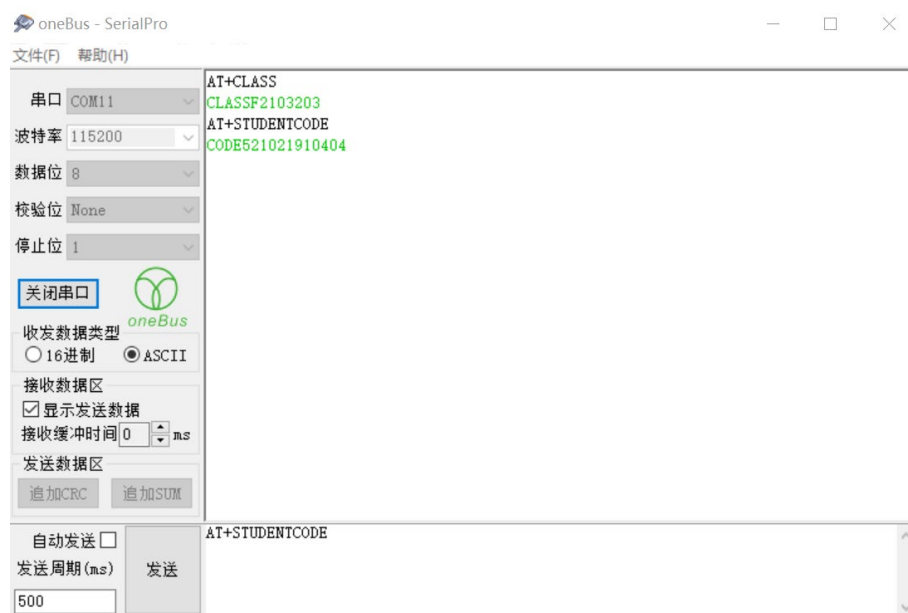 oneBus - SerialPro
文件(F) 帮助(H)
串口 COM11
波特率 115200
数据位 8
校验位 None
停止位 1
关闭串口
oneBus
收发数据类型
16进制 ASCII
接收数据区
显示发送数据
接收缓冲时间 0 ms
发送数据区
追加CRC 追加SUM
AT+CLASS
CLASSF2103203
AT+STUDENTCODE
CODE521021910404
自动发送
发送周期(ms)
500
发送
AT+STUDENTCODE